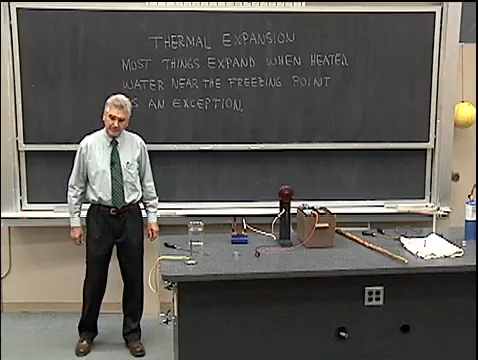 THERMAL EXPANSION
MOST THINGS EXPAND WHEN HEATED.
WATER NEAR THE FREEZING POINT
IS AN EXCEPTION.